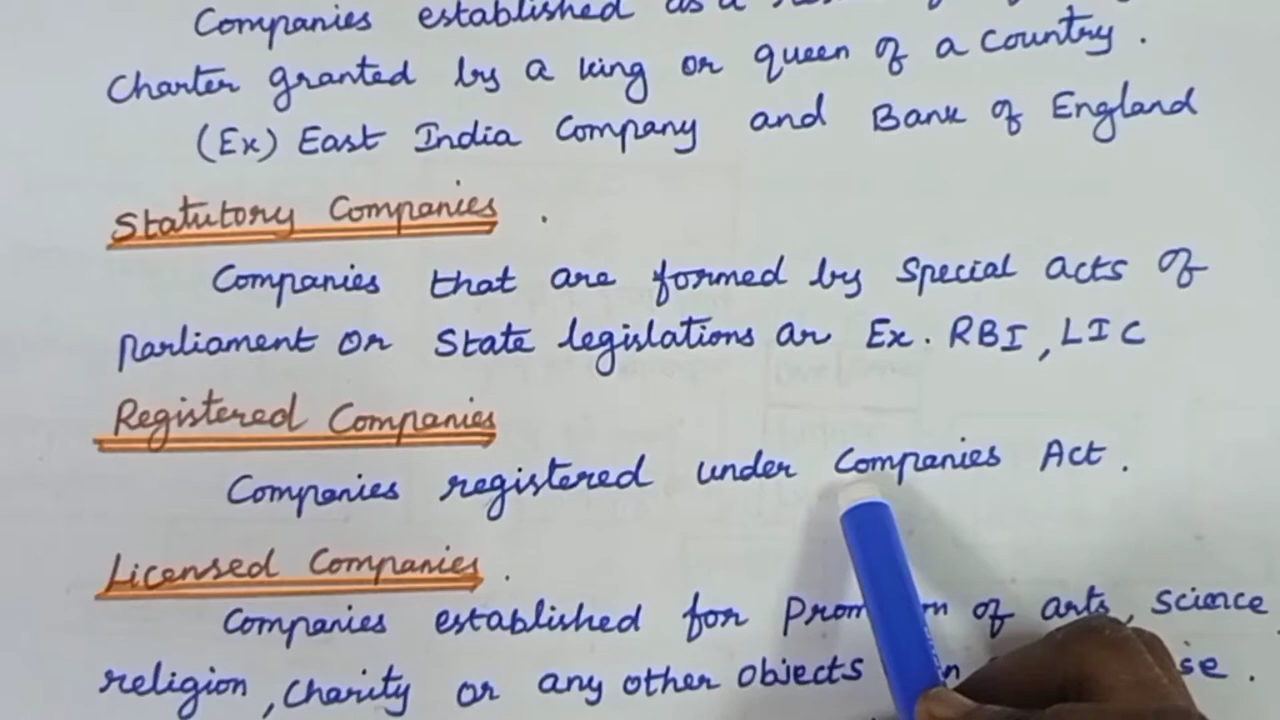 Companies established as a
Charter granted by a king or queen of a Country.
(Ex) East India Company and Bank of England
Statutory Companies.
Companies that are formed by special acts of
parliament or State legislations ar Ex. RBI, LIC
Registered Companies
Companies registered under Companies Act.
Licensed Companies.
Companies established for of arts, science
religion, charity or any other objects